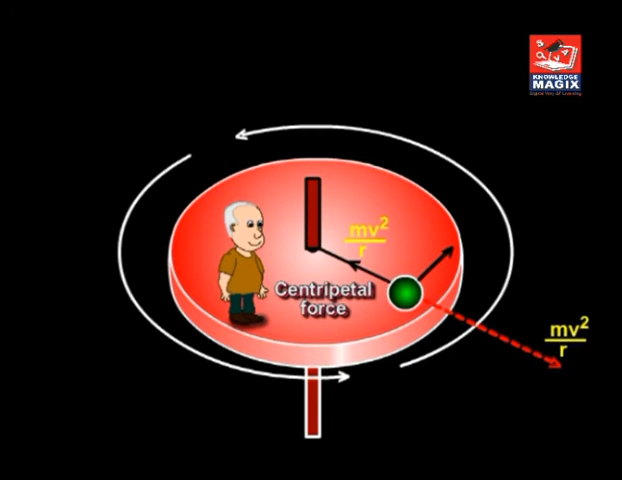 KNOWLEDGE
MAGIX
mv²
r
Centripetal
force
mv²
r